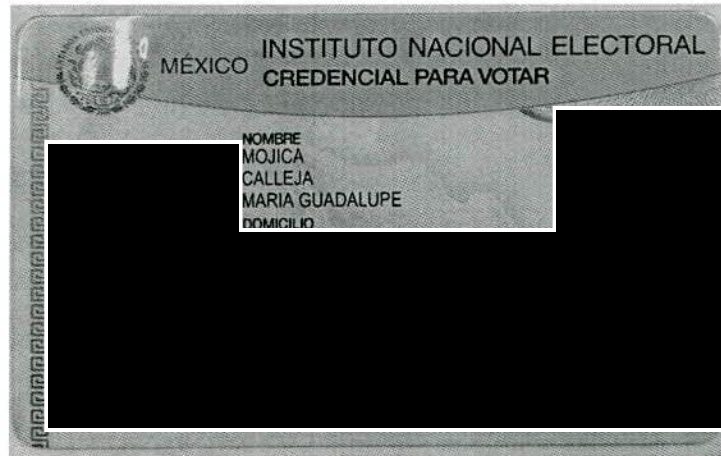 MÉXICO
INSTITUTO NACIONAL ELECTORAL
CREDENCIAL PARA VOTAR
NOMBRE
MOJICA
CALLEJA
MARIA GUADALUPE
DOMICILIO